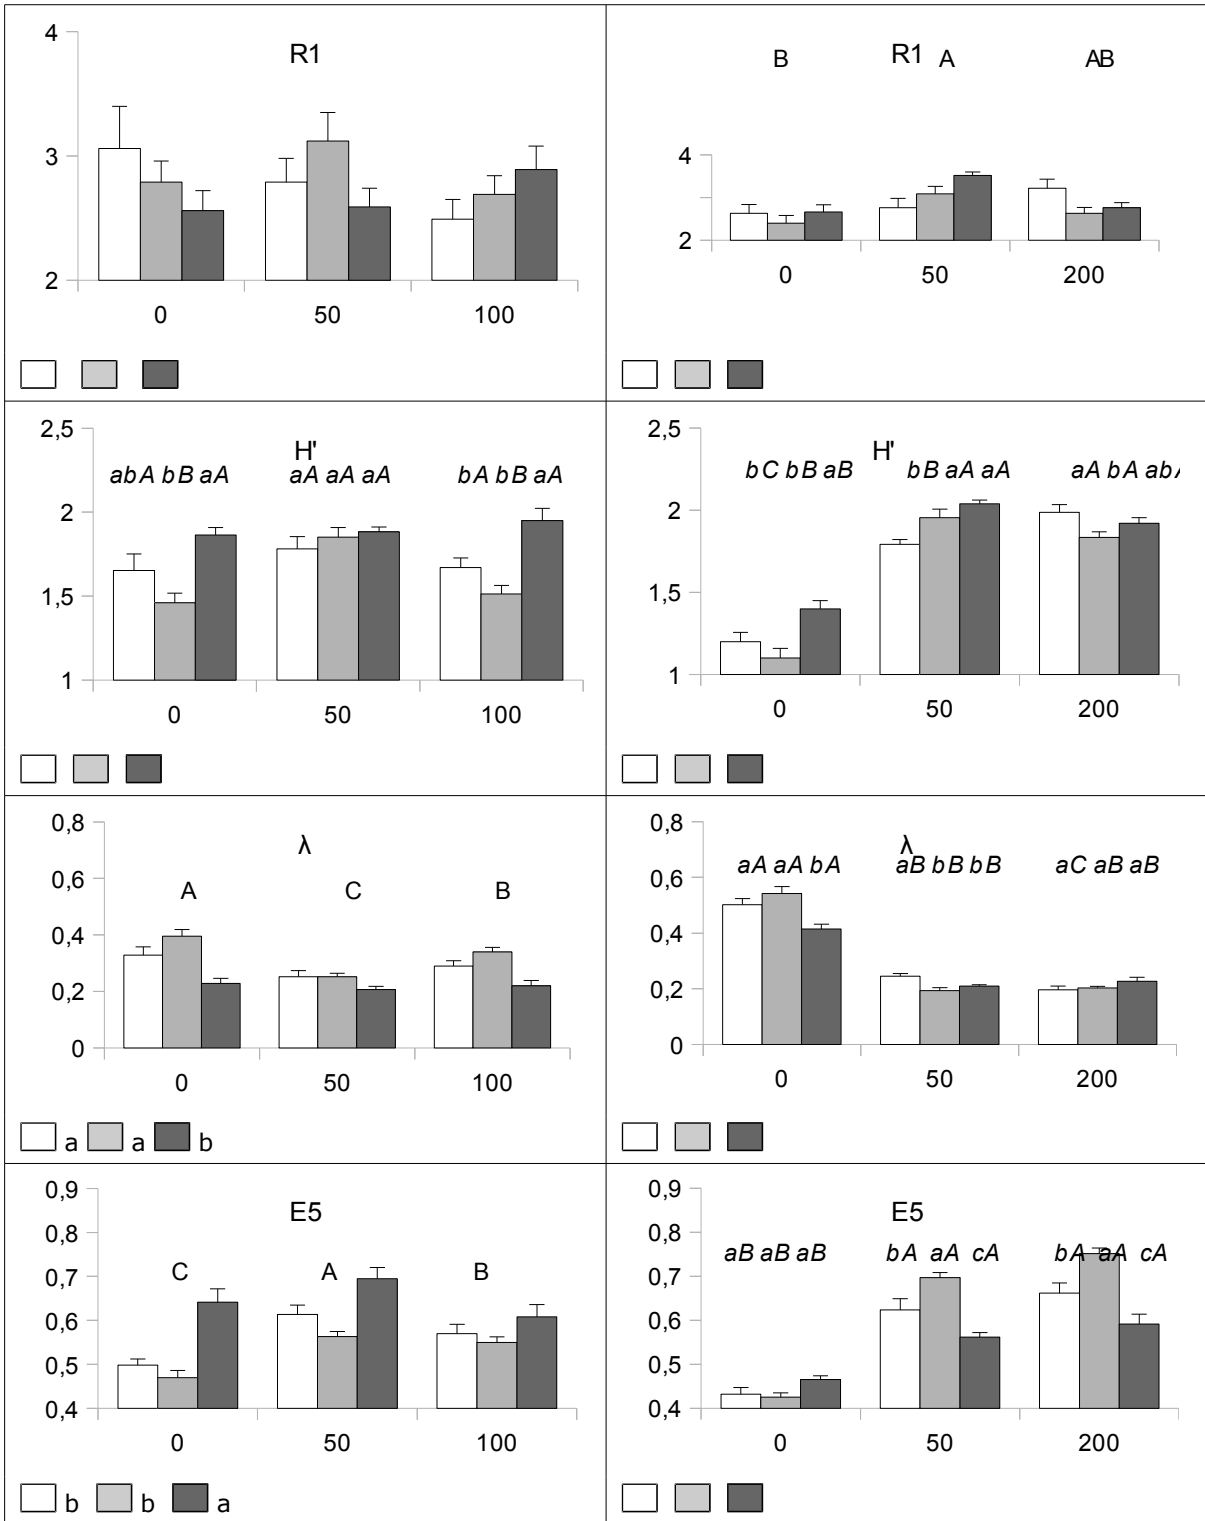 4
R1
3
2
0 50 100
B R1 A AB
4
2
0 50 200
2,5
H'
abA bB aA aA aA aA bA bB aA
2
1,5
1
0 50 100
2,5
H'
bC bB aB bB aA aA aA bA abA
2
1,5
1
0 50 200
0,8
λ
0,6
A C B
0,4
0,2
0
0 50 100
a a b
0,8
λ
aA aA bA aB bB bB aC aB aB
0,6
0,4
0,2
0
0 50 200
0,9
E5
0,8
C A B
0,7
0,6
0,5
0,4
0 50 100
b b a
0,9
E5
0,8
aB aB aB bA aA cA bA aA cA
0,7
0,6
0,5
0,4
0 50 200